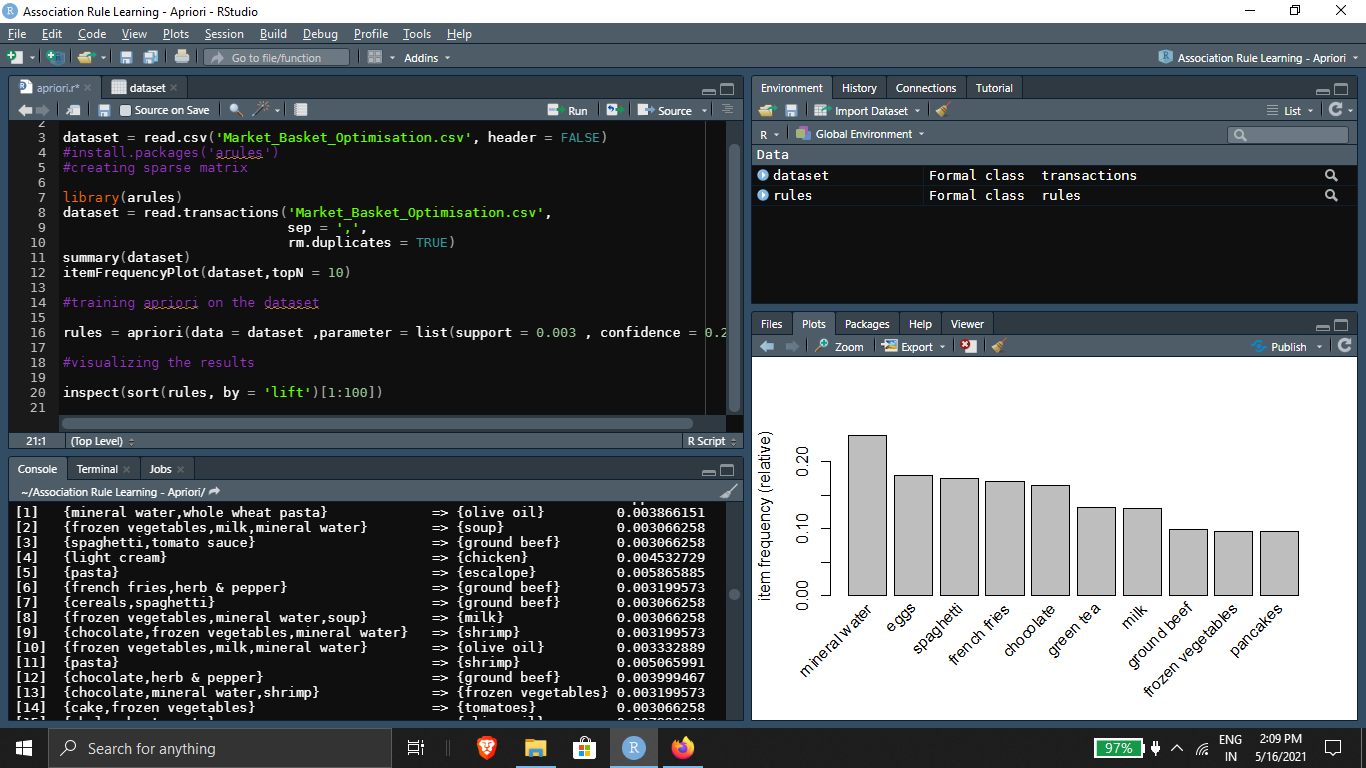 Association Rule Learning - Apriori - RStudio
File Edit Code View Plots Session Build Debug Profile Tools Help
Go to file/function Addins Association Rule Learning - Apriori
apriori.r* dataset
Source on Save Run Source
2
3 dataset = read.csv('Market_Basket_Optimisation.csv', header = FALSE)
4 #install.packages('arules')
5 #creating sparse matrix
6
7 library(arules)
8 dataset = read.transactions('Market_Basket_Optimisation.csv',
9 sep = ',',
10 rm.duplicates = TRUE)
11 summary(dataset)
12 itemFrequencyPlot(dataset,topN = 10)
13
14 #training apriori on the dataset
15
16 rules = apriori(data = dataset ,parameter = list(support = 0.003 , confidence = 0.2
17
18 #visualizing the results
19
20 inspect(sort(rules, by = 'lift')[1:100])
21
21:1 (Top Level) R Script
Console Terminal Jobs
~/Association Rule Learning - Apriori/
[1] {mineral water,whole wheat pasta} => {olive oil} 0.003866151
[2] {frozen vegetables,milk,mineral water} => {soup} 0.003066258
[3] {spaghetti,tomato sauce} => {ground beef} 0.003066258
[4] {light cream} => {chicken} 0.004532729
[5] {pasta} => {escalope} 0.005865885
[6] {french fries,herb & pepper} => {ground beef} 0.003199573
[7] {cereals,spaghetti} => {ground beef} 0.003066258
[8] {frozen vegetables,mineral water,soup} => {milk} 0.003066258
[9] {chocolate,frozen vegetables,mineral water} => {shrimp} 0.003199573
[10] {frozen vegetables,milk,mineral water} => {olive oil} 0.003332889
[11] {pasta} => {shrimp} 0.005065991
[12] {chocolate,herb & pepper} => {ground beef} 0.003999467
[13] {chocolate,mineral water,shrimp} => {frozen vegetables} 0.003199573
[14] {cake,frozen vegetables} => {tomatoes} 0.003066258
Environment History Connections Tutorial
Import Dataset List
R Global Environment
Data
dataset Formal class transactions
rules Formal class rules
Files Plots Packages Help Viewer
Zoom Export Publish
item frequency (relative)
0.20
0.10
0.00
mineral water
eggs
spaghetti
french fries
chocolate
green tea
milk
ground beef
frozen vegetables
pancakes
Search for anything
97%
ENG
IN
2:09 PM
5/16/2021